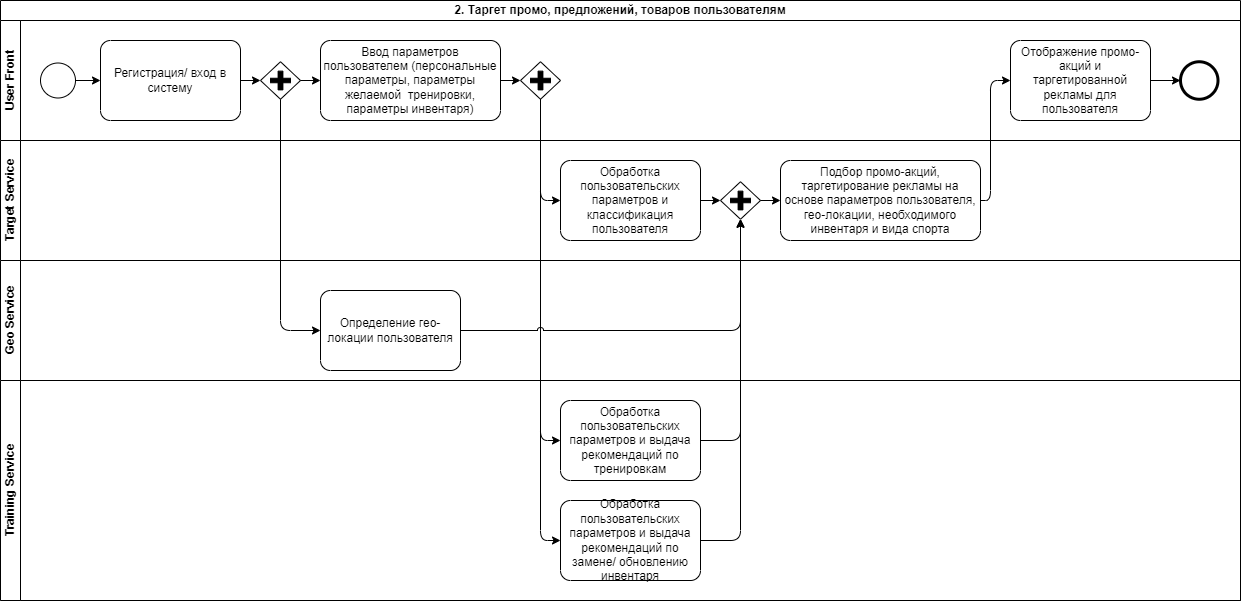 2. Таргет промо, предложений, товаров пользователям
User Front
Регистрация/ вход в
систему
Ввод параметров
пользователем (персональные
параметры, параметры
желаемой тренировки,
параметры инвентаря)
Отображение промо-
акций и
таргетированной
рекламы для
пользователя
Target Service
Обработка
пользовательских
параметров и
классификация
пользователя
Подбор промо-акций,
таргетирование рекламы на
основе параметров пользователя,
гео-локации, необходимого
инвентаря и вида спорта
Geo Service
Определение гео-
локации пользователя
Training Service
Обработка
пользовательских
параметров и выдача
рекомендаций по
тренировкам
Обработка
пользовательских
параметров и выдача
рекомендаций по
замене/ обновлению
инвентаря